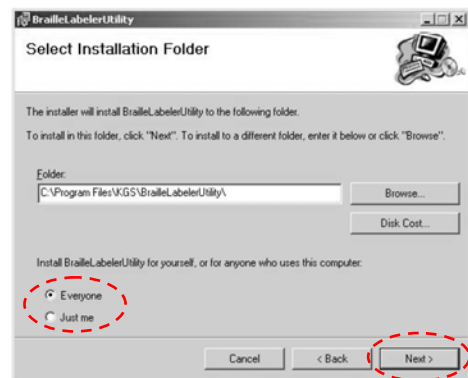 BrailleLabelerUtility
Select Installation Folder
The installer will install BrailleLabelerUtility to the following folder.
To install in this folder, click "Next". To install to a different folder, enter it below or click "Browse".
Folder:
C:\Program Files\KGS\BrailleLabelerUtility\
Browse...
Disk Cost...
Install BrailleLabelerUtility for yourself, or for anyone who uses this computer:
Everyone
Just me
Cancel
< Back
Next >